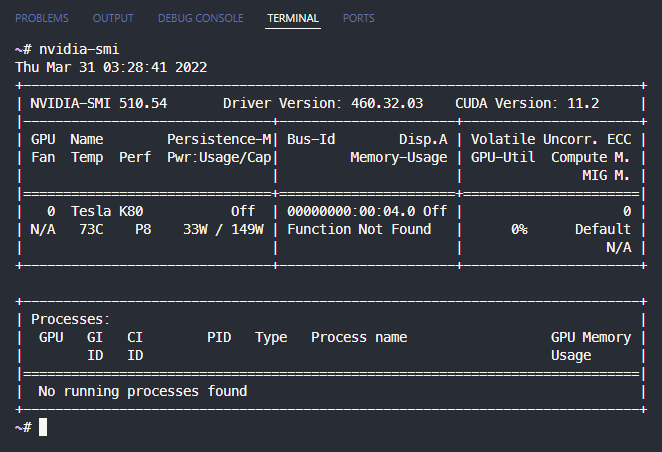 PROBLEMS OUTPUT DEBUG CONSOLE TERMINAL PORTS
~# nvidia-smi
Thu Mar 31 03:28:41 2022
+-----------------------------------------------------------------------------+
| NVIDIA-SMI 510.54       Driver Version: 460.32.03    CUDA Version: 11.2     |
|-------------------------------+----------------------+----------------------+
| GPU  Name        Persistence-M| Bus-Id        Disp.A | Volatile Uncorr. ECC |
| Fan  Temp  Perf  Pwr:Usage/Cap|         Memory-Usage | GPU-Util  Compute M. |
|                               |                      |               MIG M. |
|===============================+======================+======================|
|   0  Tesla K80           Off  | 00000000:00:04.0 Off |                    0 |
| N/A   73C    P8    33W / 149W | Function Not Found   |      0%      Default |
|                               |                      |                  N/A |
+-------------------------------+----------------------+----------------------+
+-----------------------------------------------------------------------------+
| Processes:                                                                  |
|  GPU   GI   CI        PID   Type   Process name                  GPU Memory |
|        ID   ID                                                   Usage      |
|=============================================================================|
|  No running processes found                                                 |
+-----------------------------------------------------------------------------+
~#